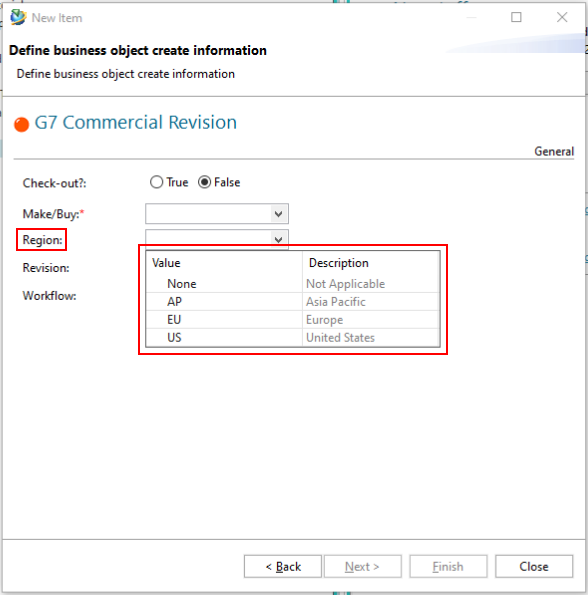 New Item
Define business object create information
Define business object create information
G7 Commercial Revision
General
Check-out?: True False
Make/Buy:*
Region:
Revision:
Workflow:
Value Description
None Not Applicable
AP Asia Pacific
EU Europe
US United States
< Back Next > Finish Close